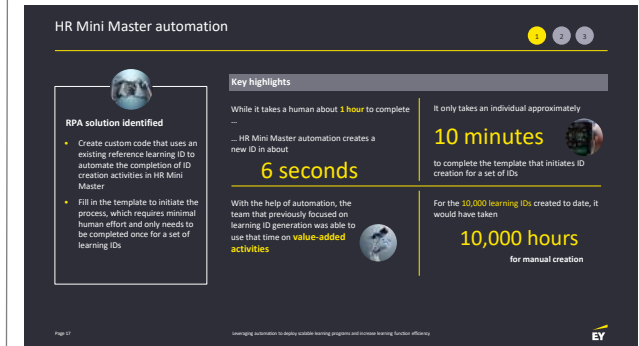 HR Mini Master automation
1
2
3
RPA solution identified
• Create custom code that uses an
existing reference learning ID to
automate the completion of ID
creation activities in HR Mini
Master
• Fill in the template to initiate the
process, which requires minimal
human effort and only needs to
be completed once for a set of
learning IDs
Key highlights
While it takes a human about 1 hour to complete
…
… HR Mini Master automation creates a
new ID in about
6 seconds
It only takes an individual approximately
10 minutes
to complete the template that initiates ID
creation for a set of IDs
With the help of automation, the
team that previously focused on
learning ID generation was able to
use that time on value-added
activities
For the 10,000 learning IDs created to date, it
would have taken
10,000 hours
for manual creation
Page 17
Leveraging automation to deploy scalable learning programs and increase learning function efficiency
EY